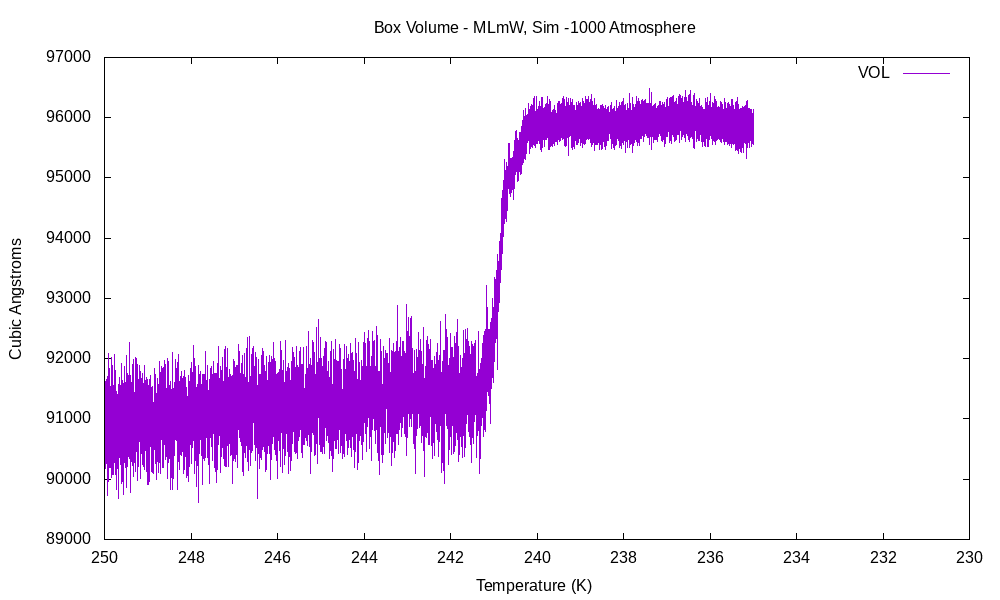 Box Volume - MLmW, Sim -1000 Atmosphere
97000
VOL
96000
95000
94000
93000
92000
91000
90000
89000
Cubic Angstroms
250 248 246 244 242 240 238 236 234 232 230
Temperature (K)